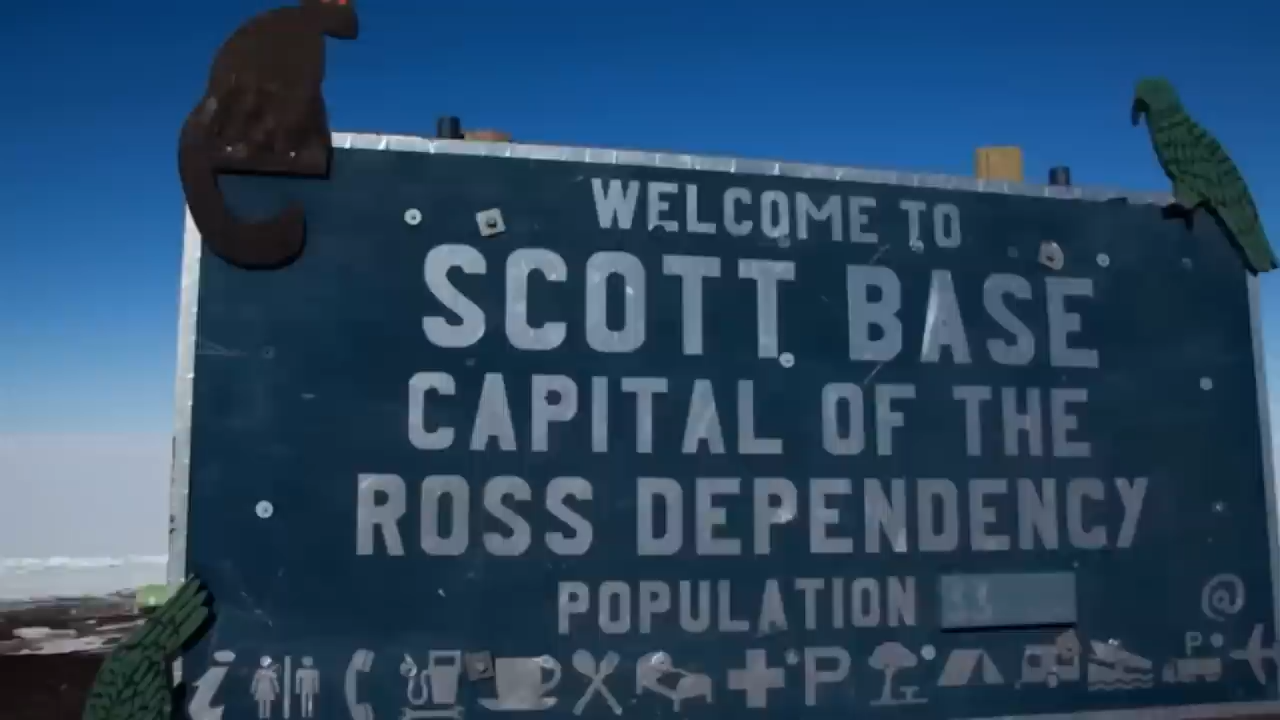 WELCOME TO
SCOTT BASE
CAPITAL OF THE
ROSS DEPENDENCY
POPULATION
@
P
P